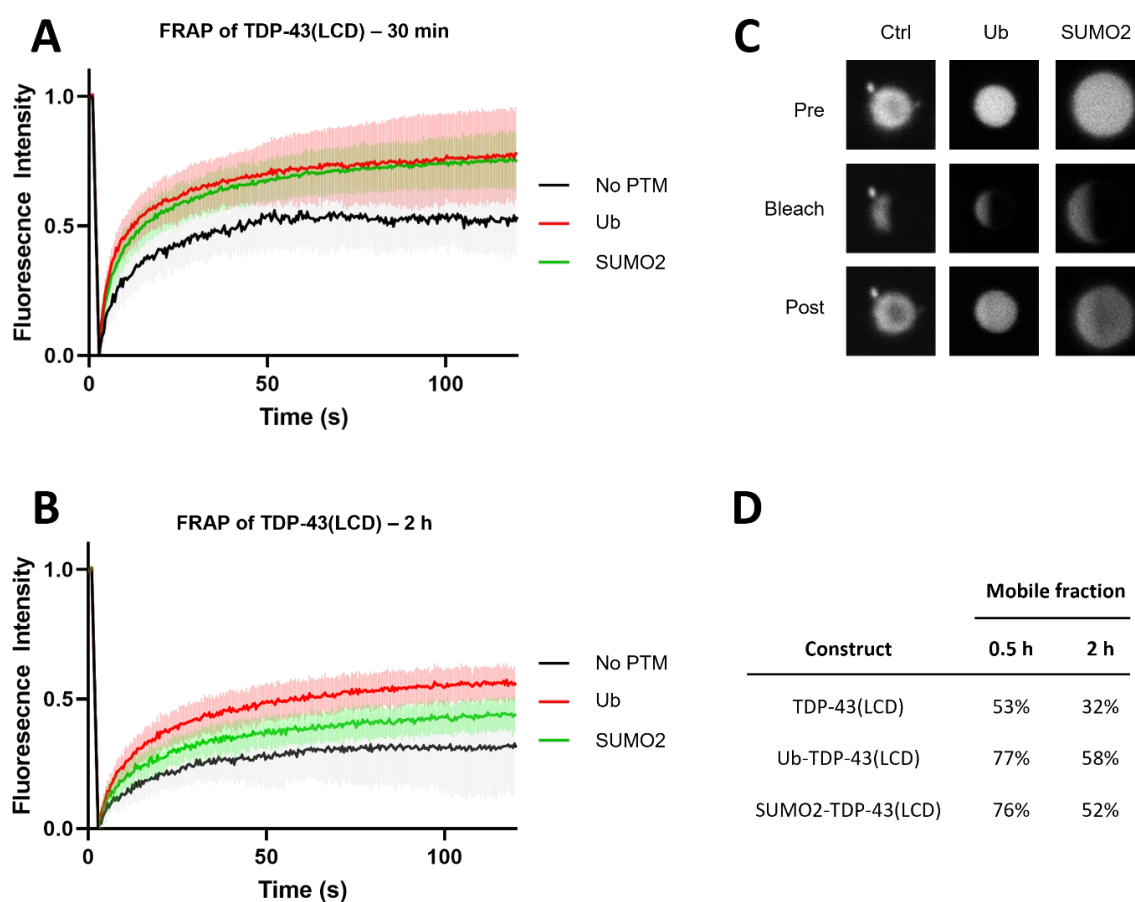 A
FRAP of TDP-43(LCD) – 30 min
Fluoresecnce Intensity
1.0
0.5
0.0
0
50
100
Time (s)
No PTM
Ub
SUMO2
B
FRAP of TDP-43(LCD) – 2 h
Fluoresecnce Intensity
1.0
0.5
0.0
0
50
100
Time (s)
No PTM
Ub
SUMO2
C
Ctrl Ub SUMO2
Pre
Bleach
Post
D
Mobile fraction
Construct 0.5 h 2 h
TDP-43(LCD) 53% 32%
Ub-TDP-43(LCD) 77% 58%
SUMO2-TDP-43(LCD) 76% 52%